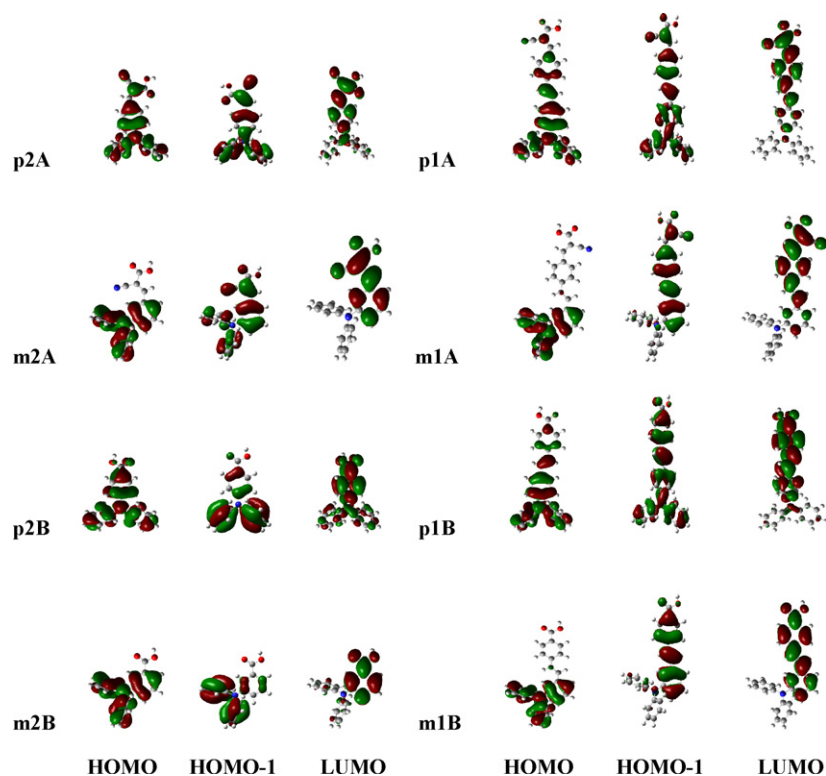 p2A
p1A
m2A
m1A
p2B
p1B
m2B
m1B
HOMO HOMO-1 LUMO HOMO HOMO-1 LUMO